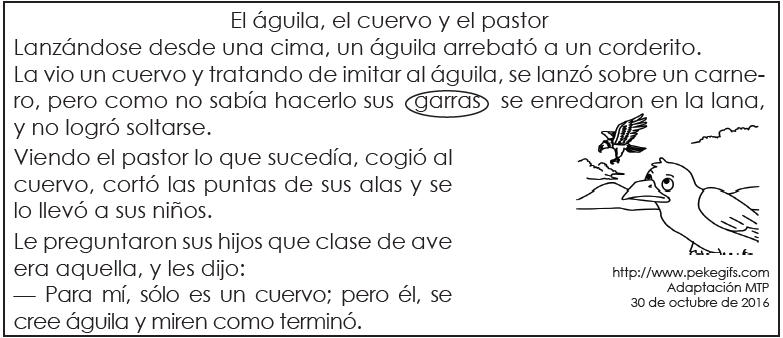 El águila, el cuervo y el pastor
Lanzándose desde una cima, un águila arrebató a un corderito.
La vio un cuervo y tratando de imitar al águila, se lanzó sobre un carne-
ro, pero como no sabía hacerlo sus garras se enredaron en la lana,
y no logró soltarse.
Viendo el pastor lo que sucedía, cogió al
cuervo, cortó las puntas de sus alas y se
lo llevó a sus niños.
Le preguntaron sus hijos que clase de ave
era aquella, y les dijo:
— Para mí, sólo es un cuervo; pero él, se
cree águila y miren como terminó.
http://www.pekegifs.com
Adaptación MTP
30 de octubre de 2016